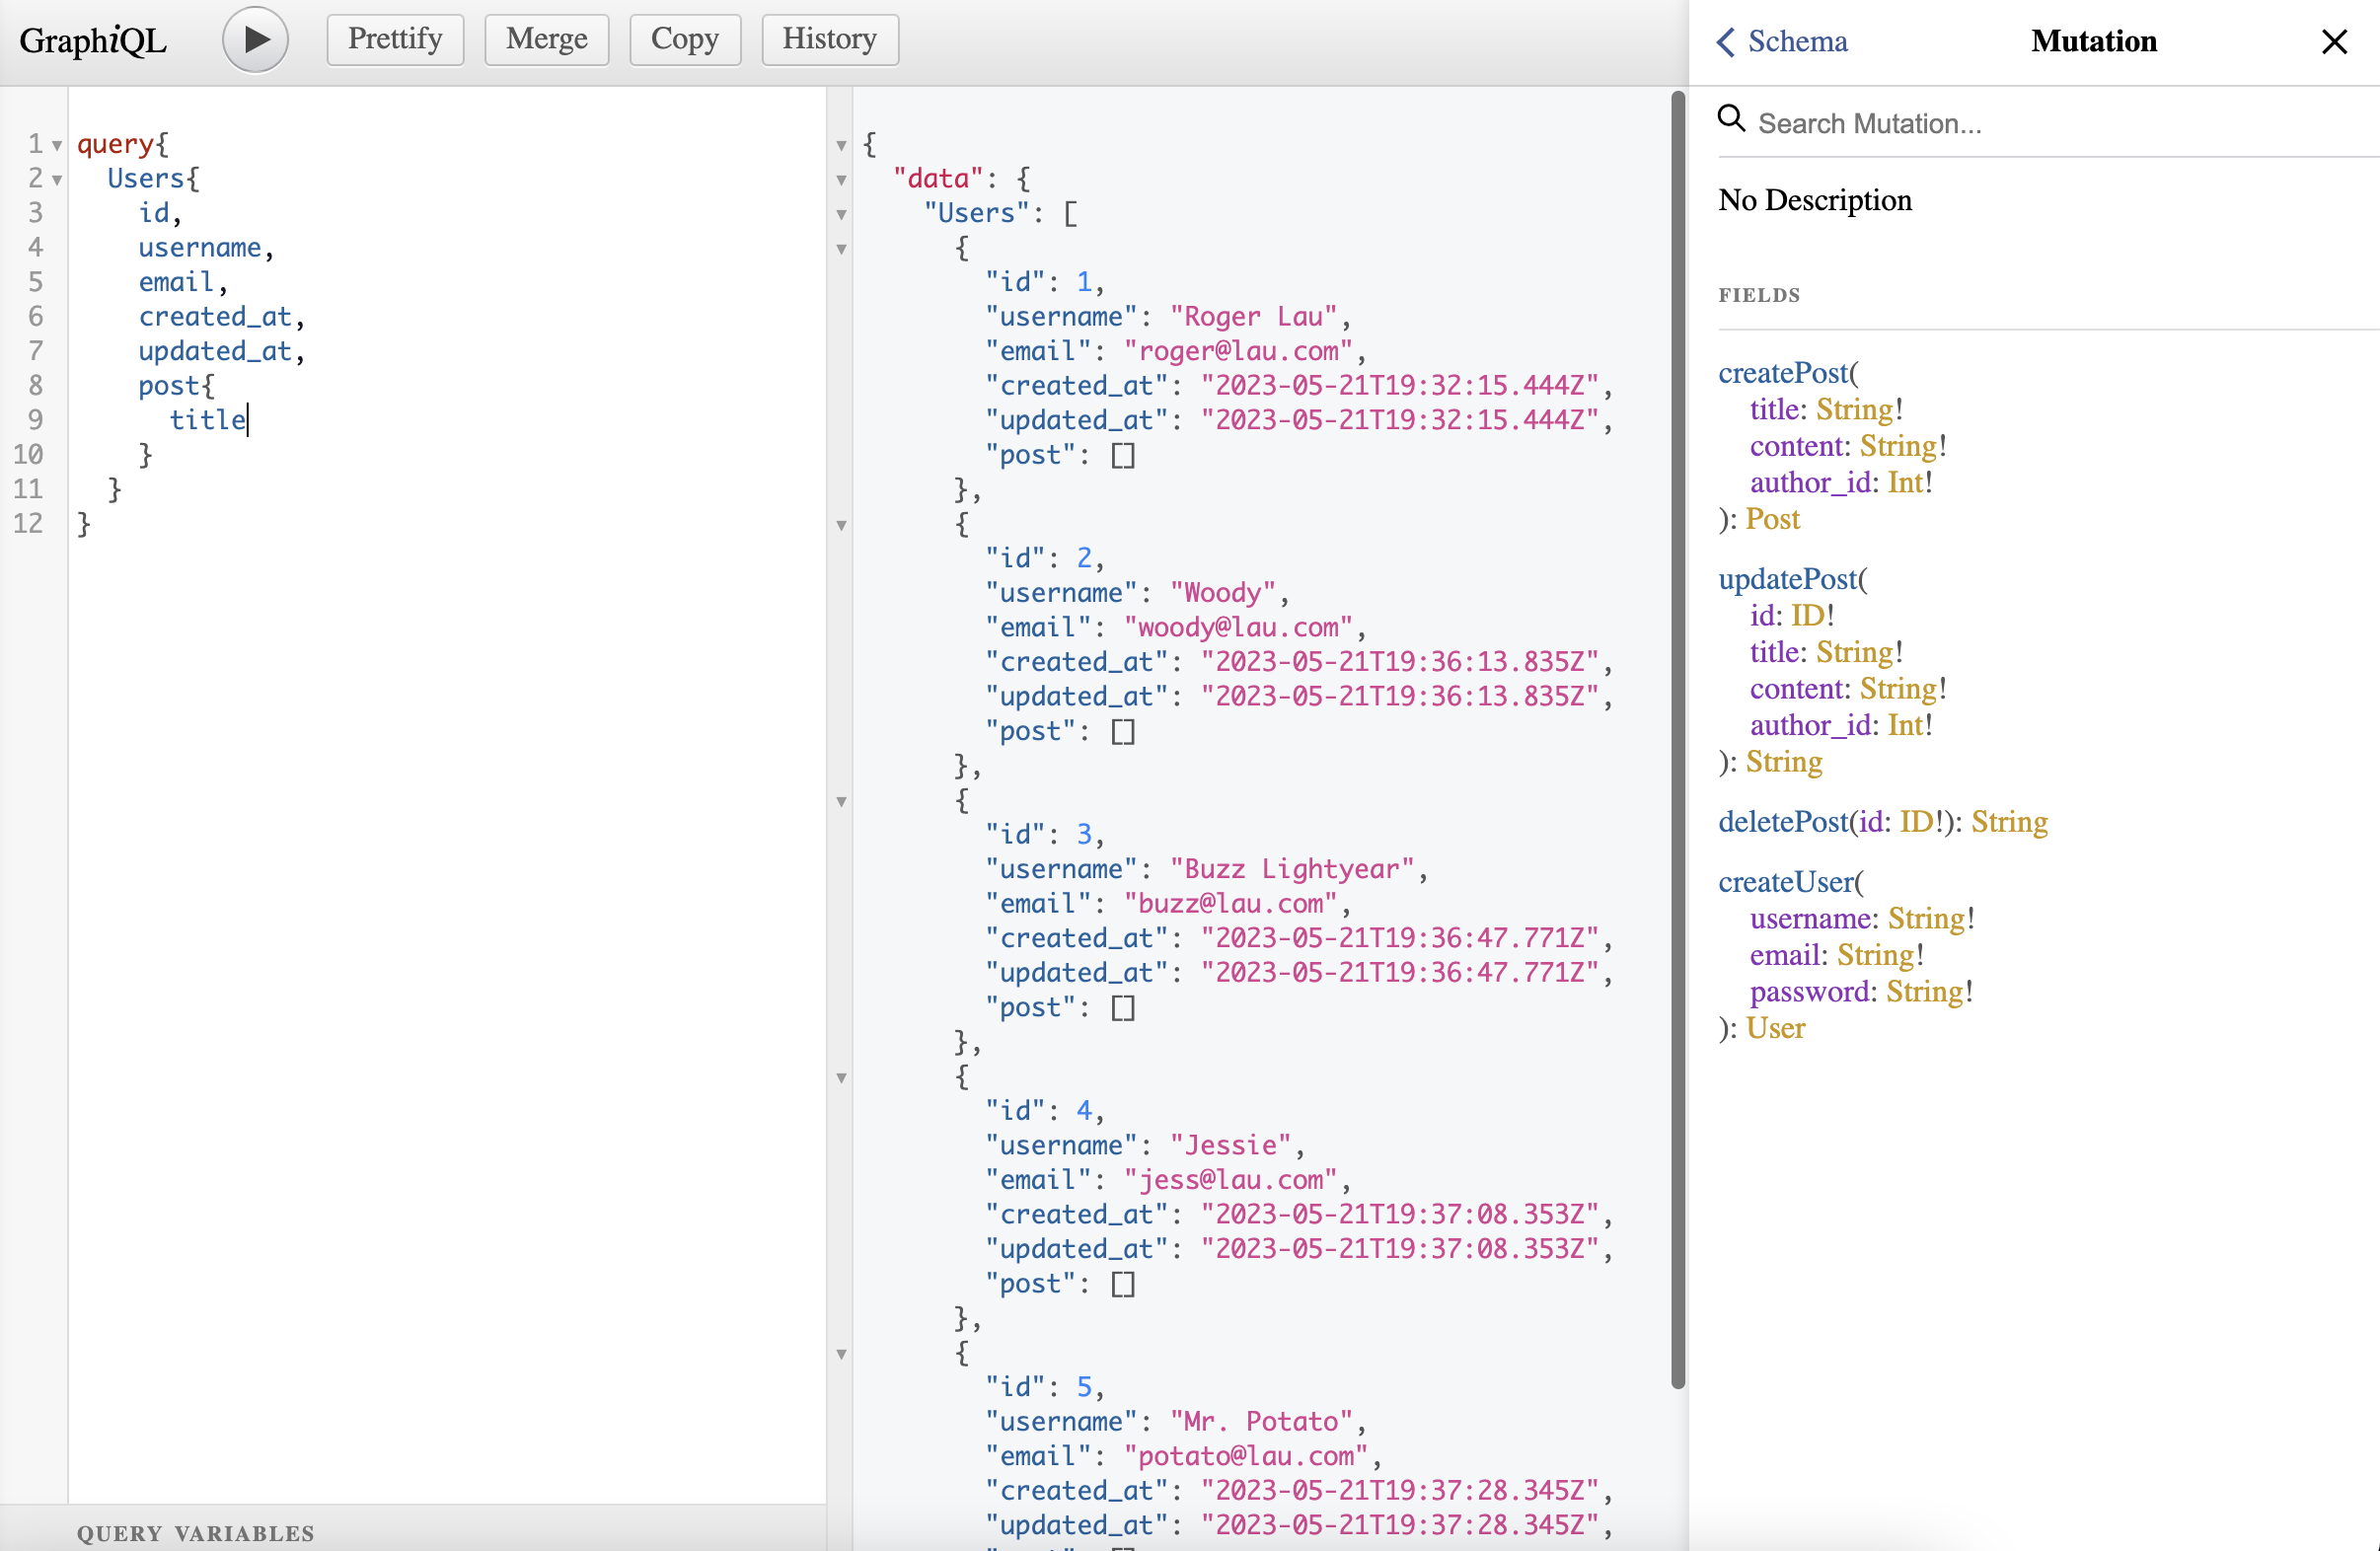 GraphiQL
Prettify
Merge
Copy
History
1 query{
2 Users{
3 id,
4 username,
5 email,
6 created_at,
7 updated_at,
8 post{
9 title
10 }
11 }
12 }
QUERY VARIABLES
{
"data": {
"Users": [
{
"id": 1,
"username": "Roger Lau",
"email": "roger@lau.com",
"created_at": "2023-05-21T19:32:15.444Z",
"updated_at": "2023-05-21T19:32:15.444Z",
"post": []
},
{
"id": 2,
"username": "Woody",
"email": "woody@lau.com",
"created_at": "2023-05-21T19:36:13.835Z",
"updated_at": "2023-05-21T19:36:13.835Z",
"post": []
},
{
"id": 3,
"username": "Buzz Lightyear",
"email": "buzz@lau.com",
"created_at": "2023-05-21T19:36:47.771Z",
"updated_at": "2023-05-21T19:36:47.771Z",
"post": []
},
{
"id": 4,
"username": "Jessie",
"email": "jess@lau.com",
"created_at": "2023-05-21T19:37:08.353Z",
"updated_at": "2023-05-21T19:37:08.353Z",
"post": []
},
{
"id": 5,
"username": "Mr. Potato",
"email": "potato@lau.com",
"created_at": "2023-05-21T19:37:28.345Z",
"updated_at": "2023-05-21T19:37:28.345Z",
Schema
Mutation
Search Mutation...
No Description
FIELDS
createPost(
title: String!
content: String!
author_id: Int!
): Post
updatePost(
id: ID!
title: String!
content: String!
author_id: Int!
): String
deletePost(id: ID!): String
createUser(
username: String!
email: String!
password: String!
): User